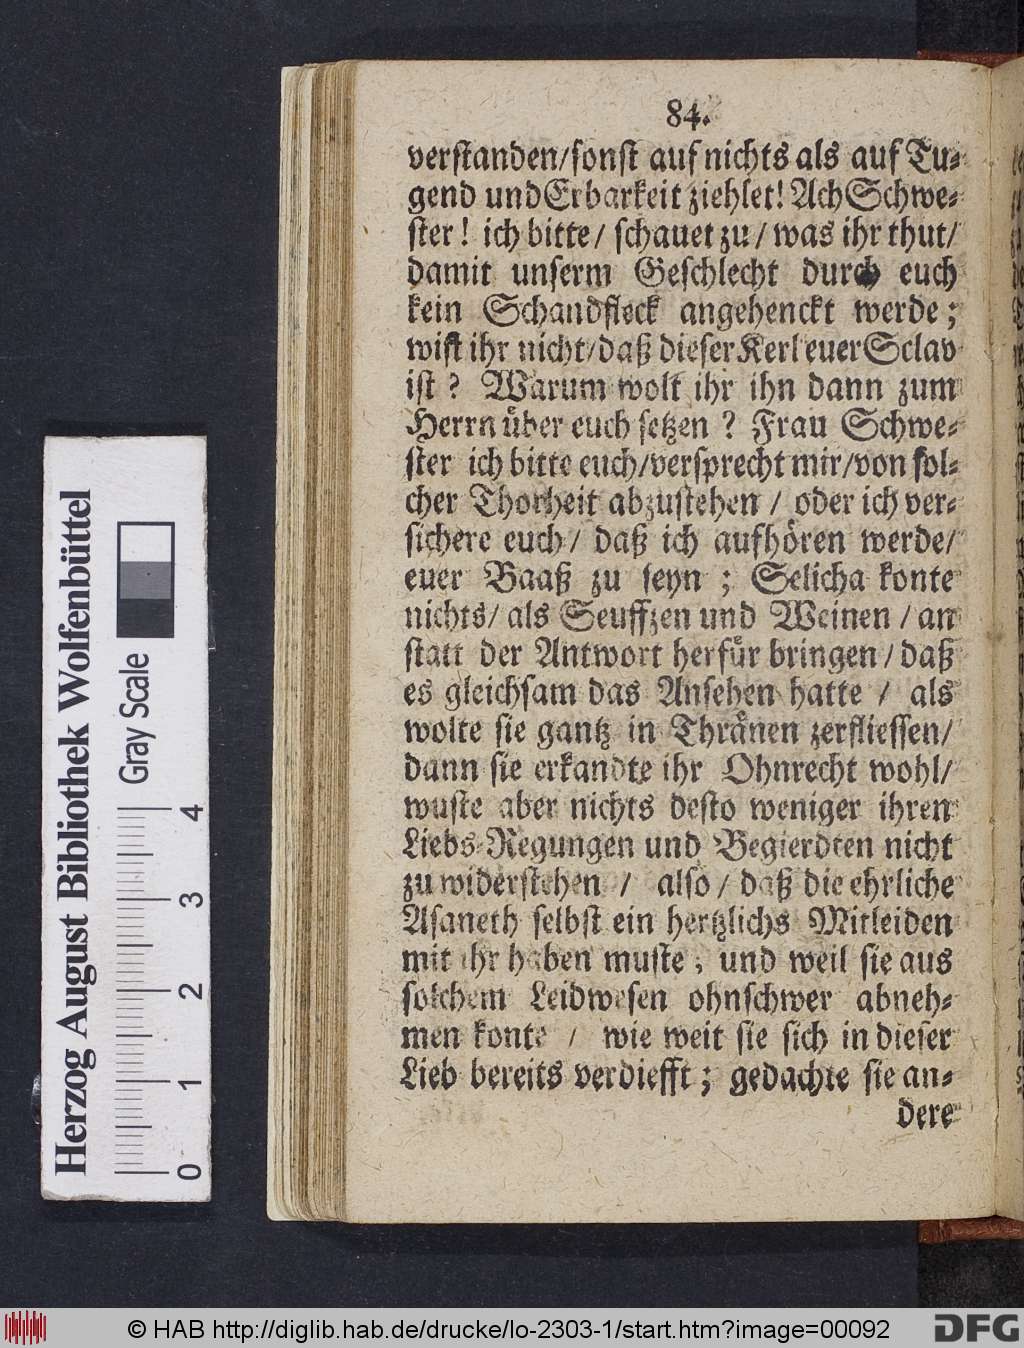 84.
verstanden/sonst auf nichts als auf Tu-
gend und Erbarkeit ziehlet! Ach Schwe-
ster! ich bitte/ schauet zu/ was ihr thut/
damit unserm Geschlecht durch euch
kein Schandfleck angehenckt werde;
wist ihr nicht/daß dieser Kerl euer Sclav
ist? Warum wolt ihr ihn dann zum
Herrn uͤber euch setzen? Frau Schwe-
ster ich bitte euch/versprecht mir/von sol-
cher Thorheit abzustehen/ oder ich ver-
sichere euch/ daß ich aufhoͤren werde/
euer Baaß zu seyn; Selicha konte
nichts/ als Seuffzen und Weinen/ an
statt der Antwort herfuͤr bringen/ daß
es gleichsam das Ansehen hatte/ als
wolte sie gantz in Thraͤnen zerfliessen/
dann sie erkandte ihr Ohnrecht wohl/
wuste aber nichts desto weniger ihren
Liebs-Regungen und Begierdten nicht
zu widerstehen/ also/ daß die ehrliche
Asaneth selbst ein hertzlichs Mitleiden
mit ihr haben muste; und weil sie aus
solchem Leidwesen ohnschwer abneh-
men konte/ wie weit sie sich in dieser
Lieb bereits verdiefft; gedachte sie an-
dere
Herzog August Bibliothek Wolfenbüttel
Gray Scale
0 1 2 3 4
© HAB http://diglib.hab.de/drucke/lo-2303-1/start.htm?image=00092
DFG